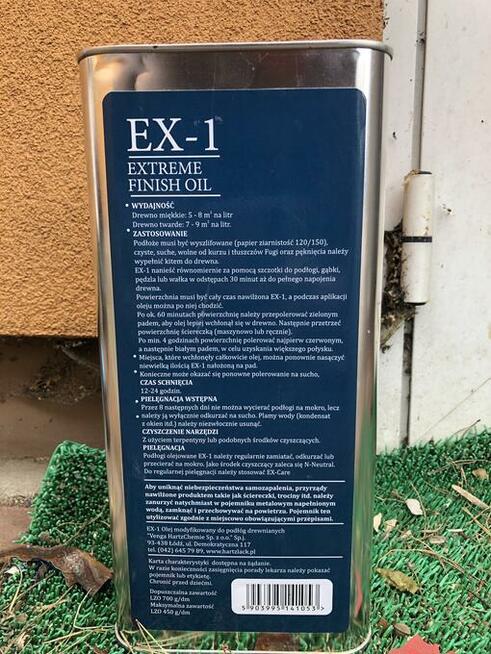 EX-1
EXTREME
FINISH OIL
• WYDAJNOŚĆ
Drewno miękkie: 5 - 8 m² na litr
Drewno twarde: 7 - 9 m² na litr.
• ZASTOSOWANIE
Podłoże musi być wyszlifowane (papier ziarnistość 120/150),
czyste, suche, wolne od kurzu i tłuszczów Fugi oraz pęknięcia należy
wypełnić kitem do drewna.
EX-1 nanieść równomiernie za pomocą szczotki do podłogi, gąbki,
pędzla lub wałka w odstępach 30 minut aż do pełnego napojenia
drewna.
Powierzchnia musi być cały czas nawilżona EX-1, a podczas aplikacji
oleju można po niej chodzić.
Po ok. 60 minutach powierzchnię należy przepolerować zielonym
padem, aby olej lepiej wchłonął się w drewno. Następnie przetrzeć
powierzchnię ściereczką (maszynowo lub ręcznie).
Po min. 4 godzinach powierzchnię polerować najpierw czerwonym,
a następnie białym padem, w celu uzyskania większego połysku.
• Miejsca, które wchłonęły całkowicie olej, można ponownie nasączyć
niewielką ilością EX-1 nałożoną na pad.
• Konieczne może okazać się ponowne polerowanie na sucho,
CZAS SCHNIĘCIA
12-24 godzin.
• PIELĘGNACJA WSTĘPNA
Przez 8 następnych dni nie można wycierać podłogi na mokro, lecz
• należy ją wyłącznie odkurzać na sucho. Plamy wody (kondensat
z okien itd.) należy niezwłocznie usunąć.
CZYSZCZENIE NARZĘDZI
Z użyciem terpentyny lub podobnych środków czyszczących.
PIELĘGNACJA
Podłogi olejowane EX-1 należy regularnie zamiatać, odkurzać lub
przecierać na mokro. Jako środek czyszczący zaleca się N-Neutral.
Do regularnej pielęgnacji należy stosować EX-Care
Aby uniknąć niebezpieczeństwa samozapalenia, przyrządy
nawilżone produktem takie jak ściereczki, trociny itd. należy
zanurzyć natychmiast w pojemniku metalowym napełnionym
wodą, zamknąć i przechowywać na powietrzu. Pojemnik ten
utylizować zgodnie z miejscowo obowiązującymi przepisami.
EX-1 Olej modyfikowany do podłóg drewnianych
"Venga HartzChemie Sp. z o.o." Sp.j.
93-438 Łódź, ul. Demokratyczna 117
tel. (042) 645 79 89, www.hartzlack.pl
Karta charakterystyki dostępna na żądanie.
W razie konieczności zasięgnięcia porady lekarza należy pokazać
pojemnik lub etykietę.
Chronić przed dziećmi.
Dopuszczalna zawartość
LZO 700 g/dm
Maksymalna zawartość
LZO 450 g/dm
5 903995 141053 >